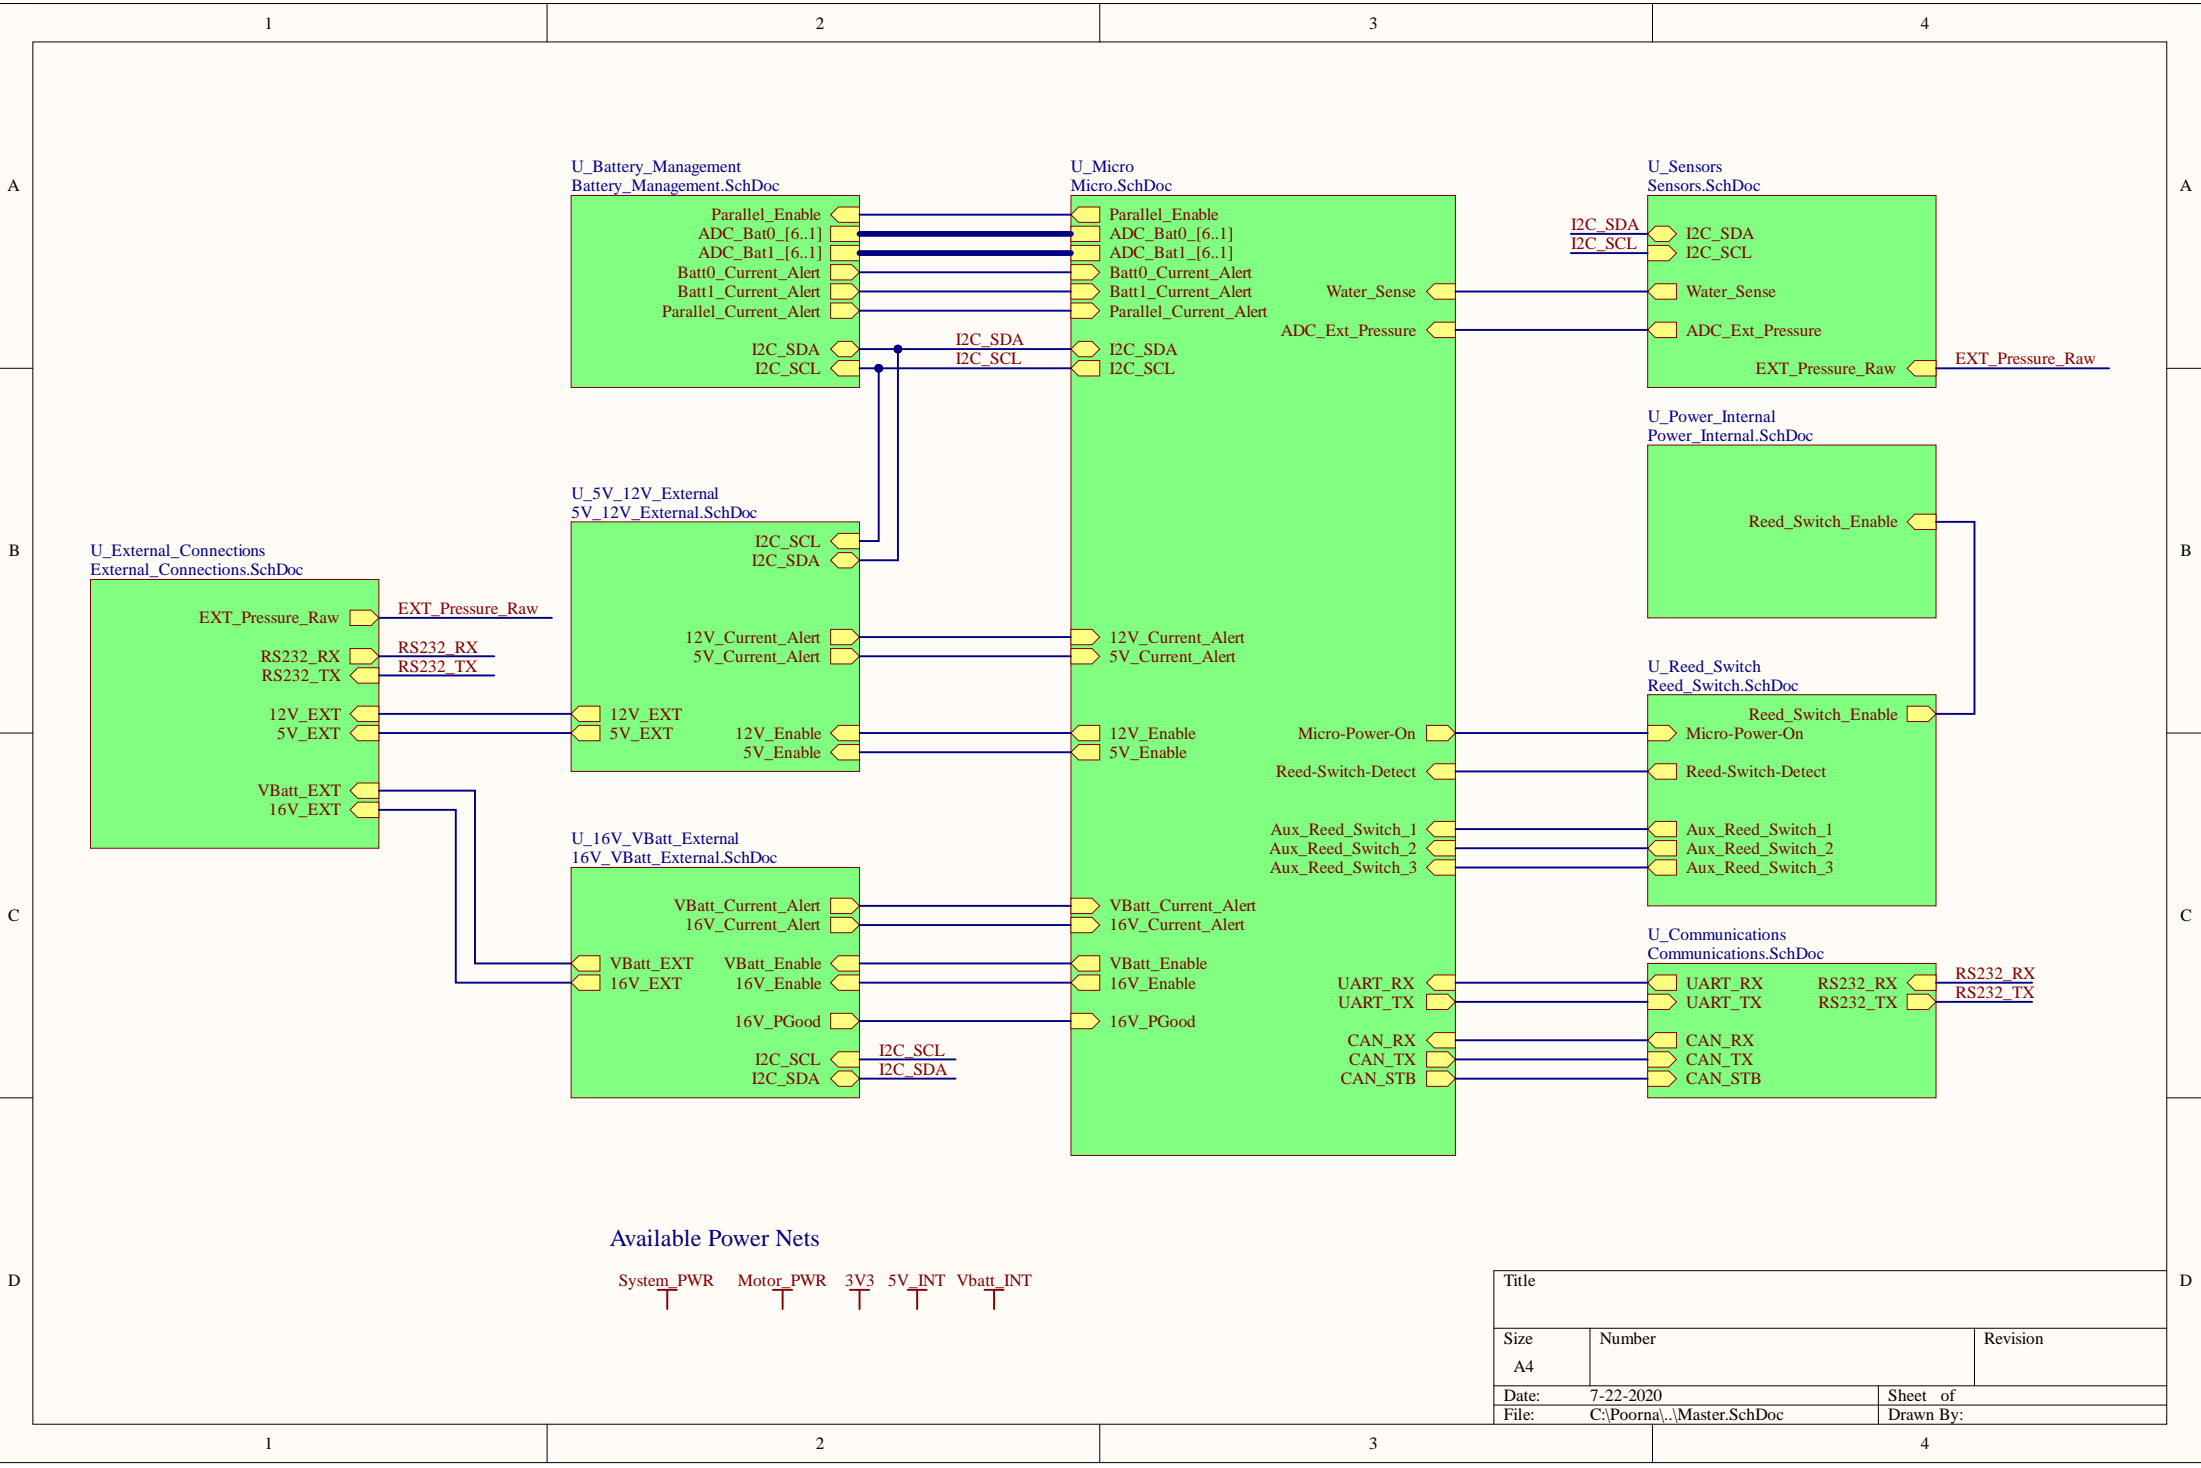 1 2 3 4
A
A
U_Battery_Management
Battery_Management.SchDoc
Parallel_Enable
ADC_Bat0_[6..1]
ADC_Bat1_[6..1]
Batt0_Current_Alert
Batt1_Current_Alert
Parallel_Current_Alert
I2C_SDA
I2C_SCL
I2C_SDA
I2C_SCL
U_Micro
Micro.SchDoc
Parallel_Enable
ADC_Bat0_[6..1]
ADC_Bat1_[6..1]
Batt0_Current_Alert
Batt1_Current_Alert
Parallel_Current_Alert
I2C_SDA
I2C_SCL
12V_Current_Alert
5V_Current_Alert
12V_Enable
5V_Enable
VBatt_Current_Alert
16V_Current_Alert
VBatt_Enable
16V_Enable
16V_PGood
Water_Sense
ADC_Ext_Pressure
Micro-Power-On
Reed-Switch-Detect
Aux_Reed_Switch_1
Aux_Reed_Switch_2
Aux_Reed_Switch_3
UART_RX
UART_TX
CAN_RX
CAN_TX
CAN_STB
U_Sensors
Sensors.SchDoc
I2C_SDA
I2C_SCL
I2C_SDA
I2C_SCL
Water_Sense
ADC_Ext_Pressure
EXT_Pressure_Raw
EXT_Pressure_Raw
U_Power_Internal
Power_Internal.SchDoc
Reed_Switch_Enable
B
B
U_External_Connections
External_Connections.SchDoc
EXT_Pressure_Raw
EXT_Pressure_Raw
RS232_RX
RS232_RX
RS232_TX
RS232_TX
12V_EXT
5V_EXT
VBatt_EXT
16V_EXT
U_5V_12V_External
5V_12V_External.SchDoc
I2C_SCL
I2C_SDA
12V_Current_Alert
5V_Current_Alert
12V_EXT
5V_EXT
12V_Enable
5V_Enable
U_Reed_Switch
Reed_Switch.SchDoc
Reed_Switch_Enable
Micro-Power-On
Reed-Switch-Detect
Aux_Reed_Switch_1
Aux_Reed_Switch_2
Aux_Reed_Switch_3
C
C
U_16V_VBatt_External
16V_VBatt_External.SchDoc
VBatt_Current_Alert
16V_Current_Alert
VBatt_EXT
16V_EXT
VBatt_Enable
16V_Enable
16V_PGood
I2C_SCL
I2C_SDA
I2C_SCL
I2C_SDA
U_Communications
Communications.SchDoc
UART_RX
UART_TX
RS232_RX
RS232_TX
RS232_RX
RS232_TX
CAN_RX
CAN_TX
CAN_STB
D
D
Available Power Nets
System_PWR Motor_PWR 3V3 5V_INT Vbatt_INT
Title
Size Number Revision
A4
Date: 7-22-2020 Sheet of
File: C:\Poorna\..\Master.SchDoc Drawn By:
1 2 3 4